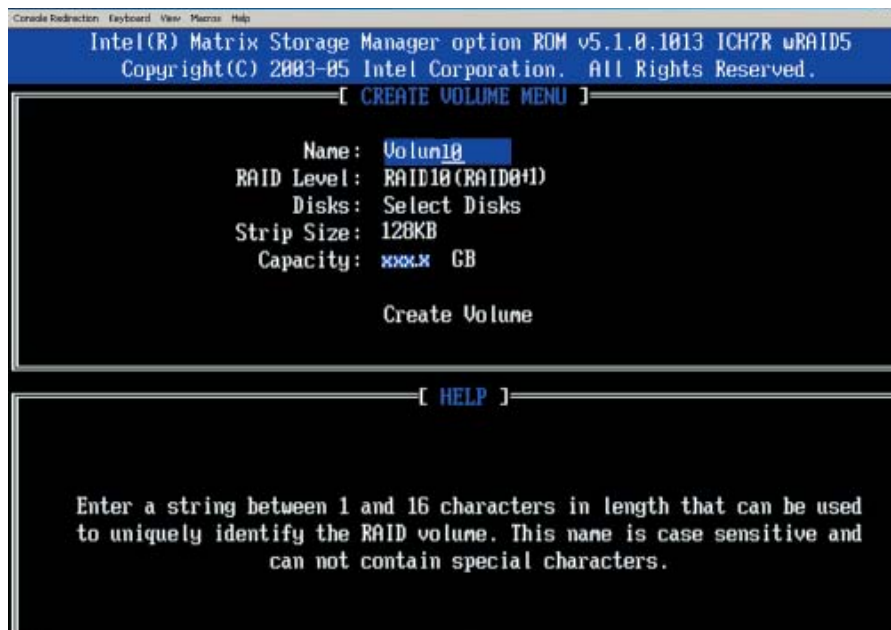 Console Redirection Keyboard View Macros Help
Intel(R) Matrix Storage Manager option ROM v5.1.0.1013 ICH7R wRAID5
Copyright(C) 2003-05 Intel Corporation. All Rights Reserved.
[ CREATE VOLUME MENU ]
Name: Volum10
RAID Level: RAID10(RAID0+1)
Disks: Select Disks
Strip Size: 128KB
Capacity: xxx.x GB
Create Volume
[ HELP ]
Enter a string between 1 and 16 characters in length that can be used
to uniquely identify the RAID volume. This name is case sensitive and
can not contain special characters.